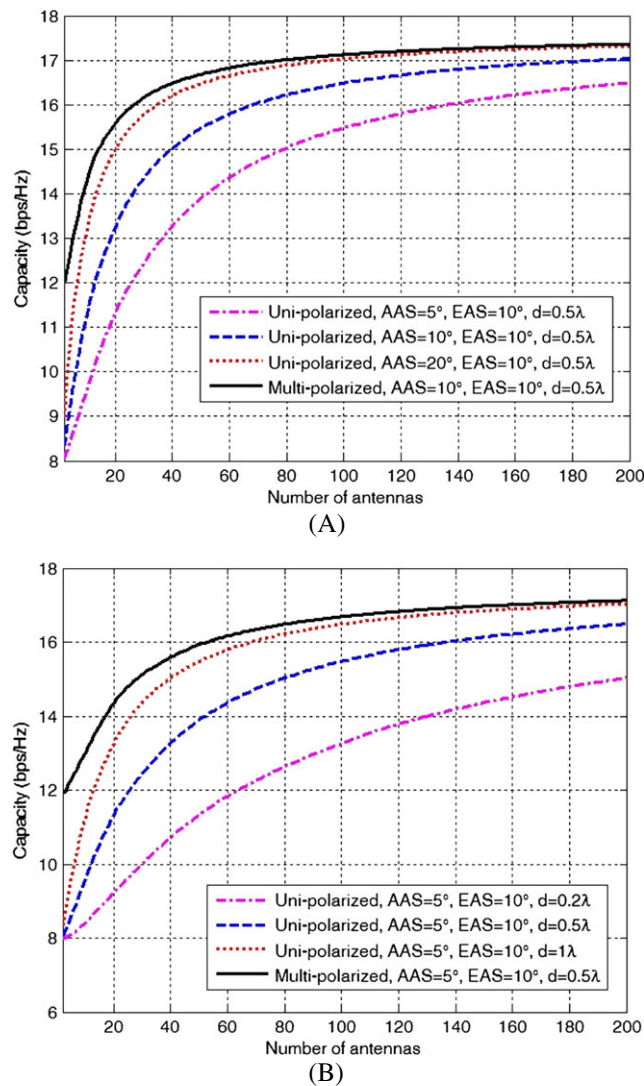 18
17
16
15
14
13
12
11
10
9
8
Capacity (bps/Hz)
Uni-polarized, AAS=5°, EAS=10°, d=0.5λ
Uni-polarized, AAS=10°, EAS=10°, d=0.5λ
Uni-polarized, AAS=20°, EAS=10°, d=0.5λ
Multi-polarized, AAS=10°, EAS=10°, d=0.5λ
20 40 60 80 100 120 140 160 180 200
Number of antennas
(A)
18
16
14
12
10
8
6
Capacity (bps/Hz)
Uni-polarized, AAS=5°, EAS=10°, d=0.2λ
Uni-polarized, AAS=5°, EAS=10°, d=0.5λ
Uni-polarized, AAS=5°, EAS=10°, d=1λ
Multi-polarized, AAS=5°, EAS=10°, d=0.5λ
20 40 60 80 100 120 140 160 180 200
Number of antennas
(B)